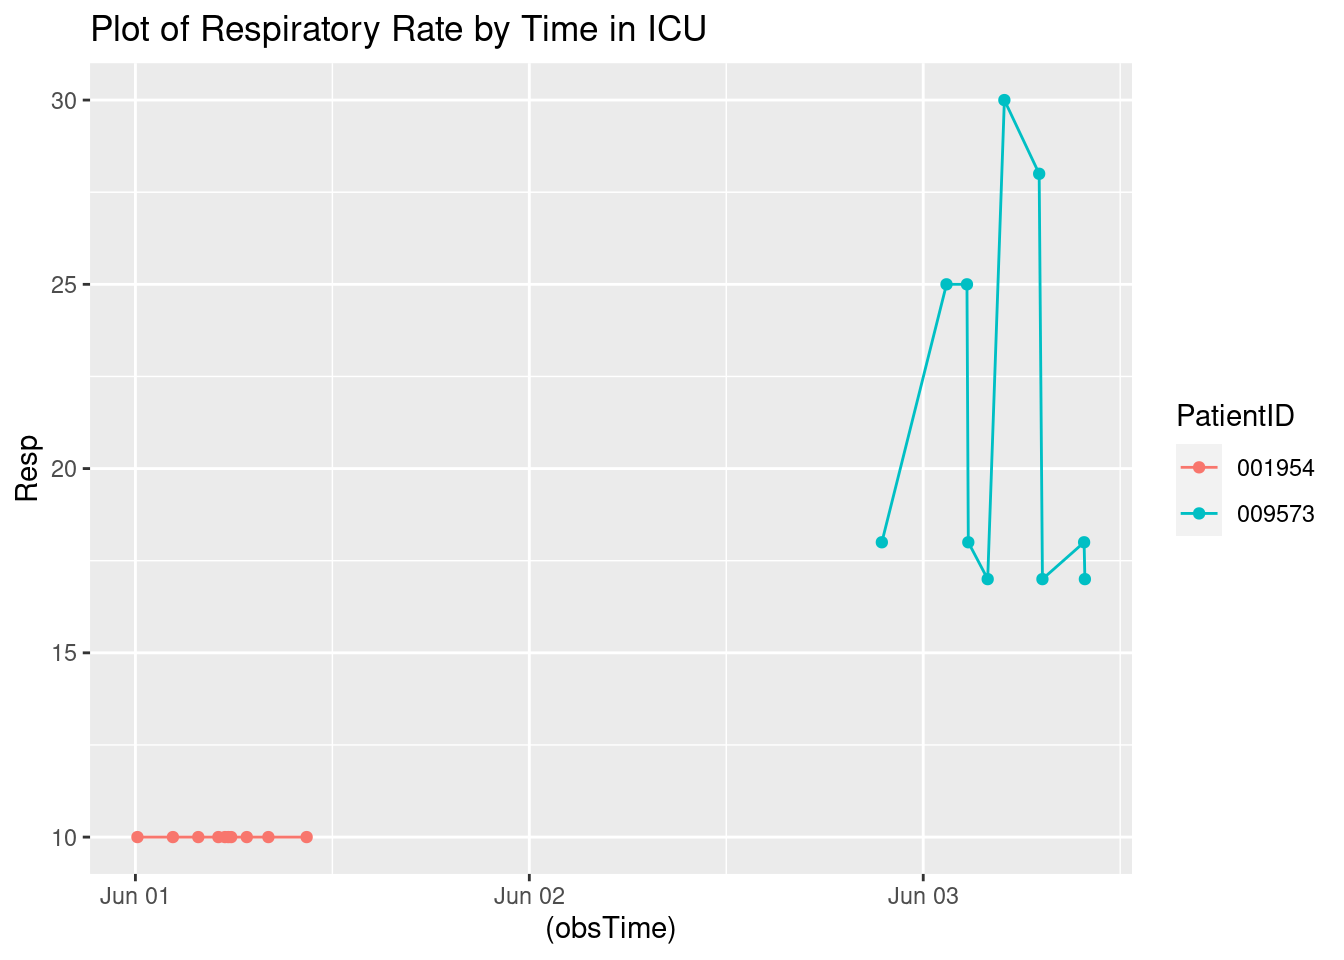 Plot of Respiratory Rate by Time in ICU
30
25
20
15
10
Resp
Jun 01
Jun 02
Jun 03
(obsTime)
PatientID
001954
009573